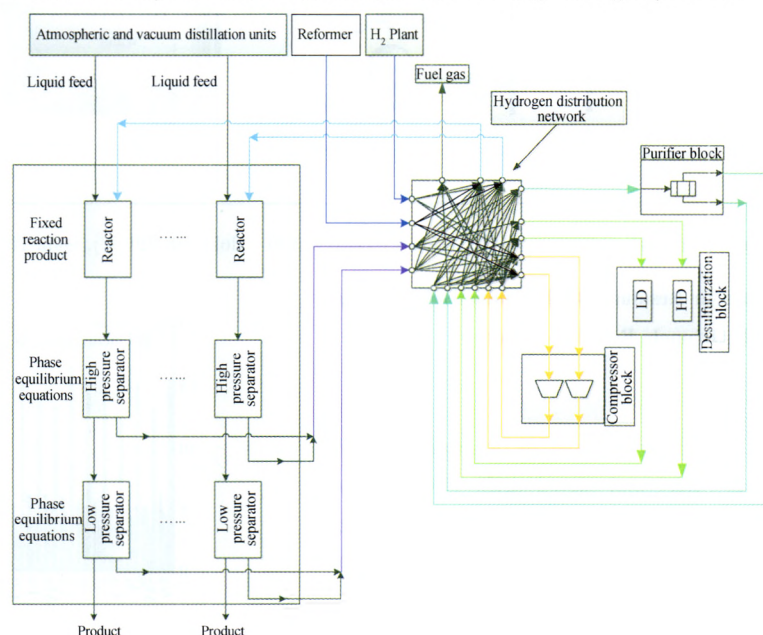 Atmospheric and vacuum distillation units
Reformer
H₂ Plant
Liquid feed
Liquid feed
Fuel gas
Hydrogen distribution
network
Purifier block
Fixed
reaction
product
Reactor
......
Reactor
LD
HD
Desulfurization
block
Phase
equilibrium
equations
High
pressure
separator
......
High
pressure
separator
Compressor
block
Phase
equilibrium
equations
Low
pressure
separator
......
Low
pressure
separator
Product
Product